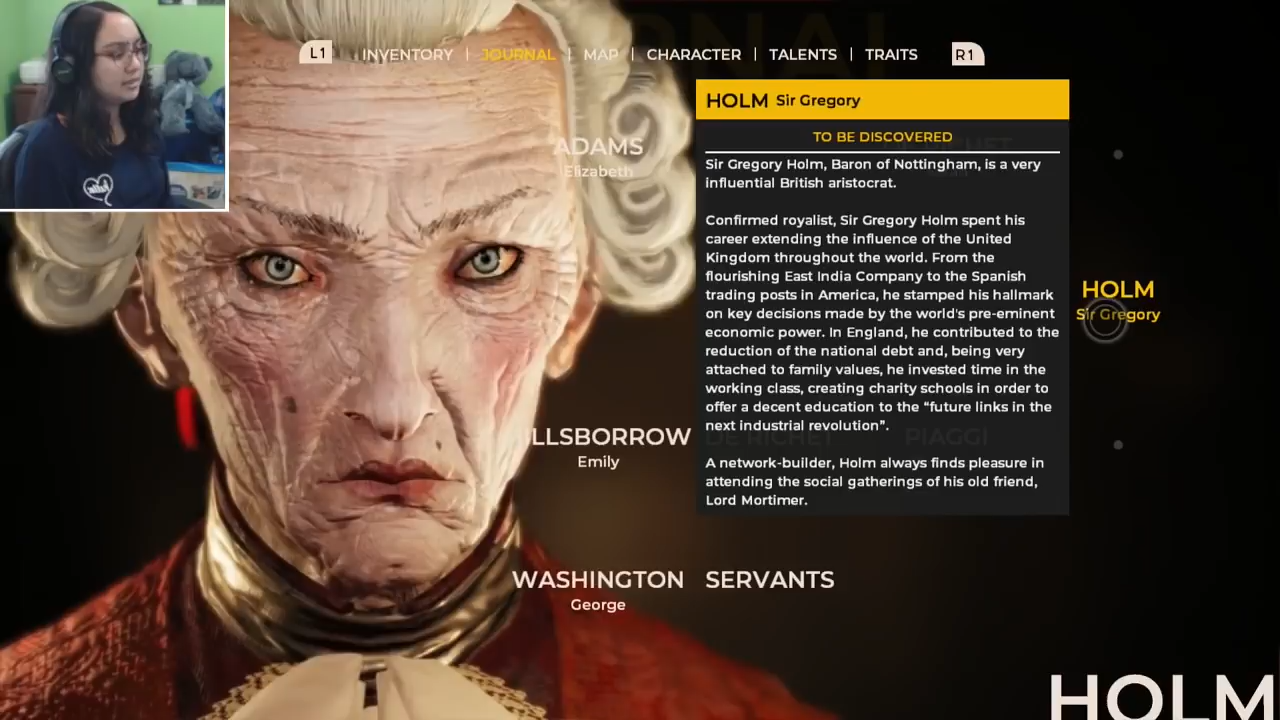 L1 INVENTORY | JOURNAL | MAP | CHARACTER | TALENTS | TRAITS R1
HOLM Sir Gregory
TO BE DISCOVERED
Sir Gregory Holm, Baron of Nottingham, is a very
influential British aristocrat.
Confirmed royalist, Sir Gregory Holm spent his
career extending the influence of the United
Kingdom throughout the world. From the
flourishing East India Company to the Spanish
trading posts in America, he stamped his hallmark
on key decisions made by the world's pre-eminent
economic power. In England, he contributed to the
reduction of the national debt and, being very
attached to family values, he invested time in the
working class, creating charity schools in order to
offer a decent education to the “future links in the
next industrial revolution”.
A network-builder, Holm always finds pleasure in
attending the social gatherings of his old friend,
Lord Mortimer.
ADAMS
Elizabeth
HOLM
Sir Gregory
ILLSBORROW
Emily
DE RICHET
PIAGGI
WASHINGTON
George
SERVANTS
HOLM